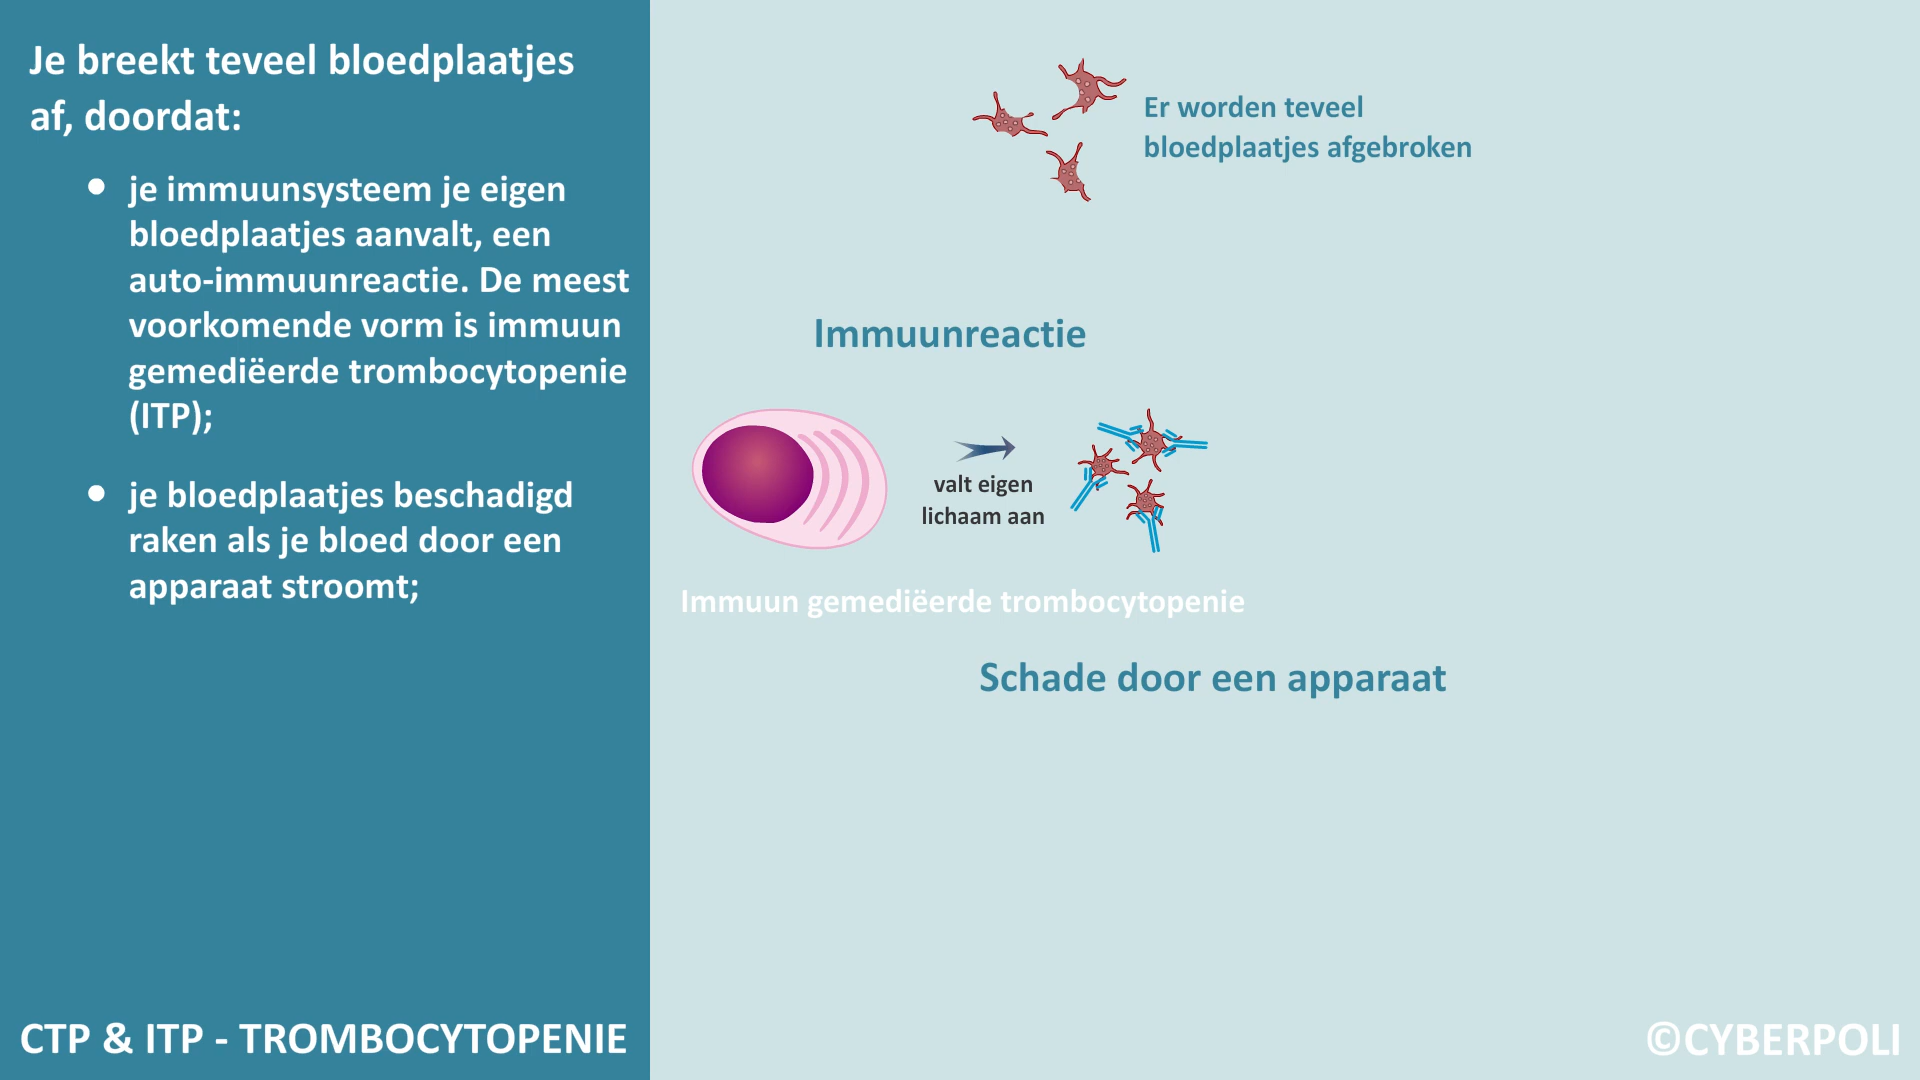 Je breekt teveel bloedplaatjes
af, doordat:
je immuunsysteem je eigen
bloedplaatjes aanvalt, een
auto-immuunreactie. De meest
voorkomende vorm is immuun
gemediëerde trombocytopenie
(ITP);
je bloedplaatjes beschadigd
raken als je bloed door een
apparaat stroomt;
CTP & ITP - TROMBOCYTOPENIE
Er worden teveel
bloedplaatjes afgebroken
Immuunreactie
valt eigen
lichaam aan
Immuun gemediëerde trombocytopenie
Schade door een apparaat
©CYBERPOLI